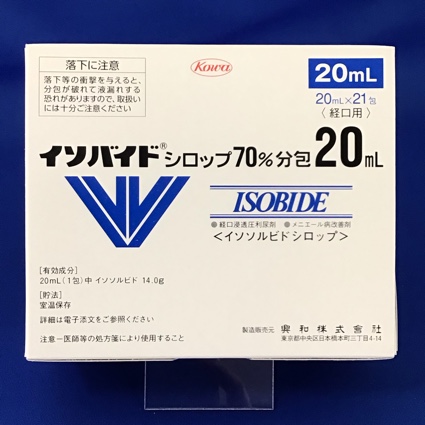 落下に注意
落下等の衝撃を与えると、
分包が破れて液漏れする
恐れがありますので、取扱い
には十分ご注意ください
Kowa
20mL
20mL×21包
〈 経口用 〉
イソバイド®シロップ70%分包20mL
ISOBIDE
●経口浸透圧利尿剤 ●メニエール病改善剤
<イソソルビドシロップ>
[有効成分]
20mL(1包)中 イソソルビド 14.0g
[貯法]
室温保存
詳細は電子添文をご参照ください
注意-医師等の処方箋により使用すること
製造販売元 興和株式会社
東京都中央区日本橋本町三丁目4-14